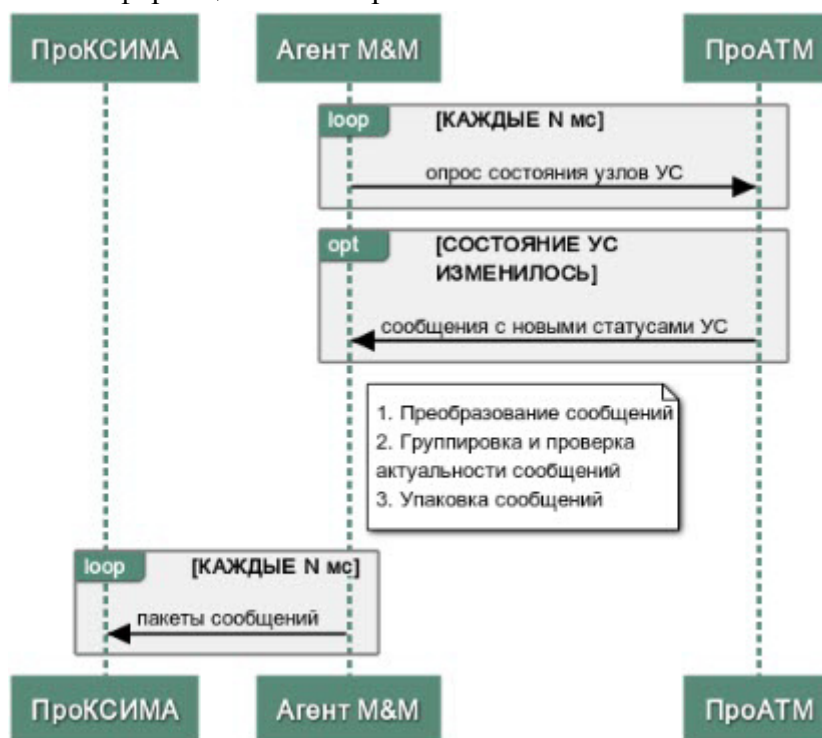 ПроКСИМА
Агент M&M
ПроАТМ
loop
[КАЖДЫЕ N мс]
опрос состояния узлов УС
opt
[СОСТОЯНИЕ УС
ИЗМЕНИЛОСЬ]
сообщения с новыми статусами УС
1. Преобразование сообщений
2. Группировка и проверка
актуальности сообщений
3. Упаковка сообщений
loop
[КАЖДЫЕ N мс]
пакеты сообщений
ПроКСИМА
Агент M&M
ПроАТМ